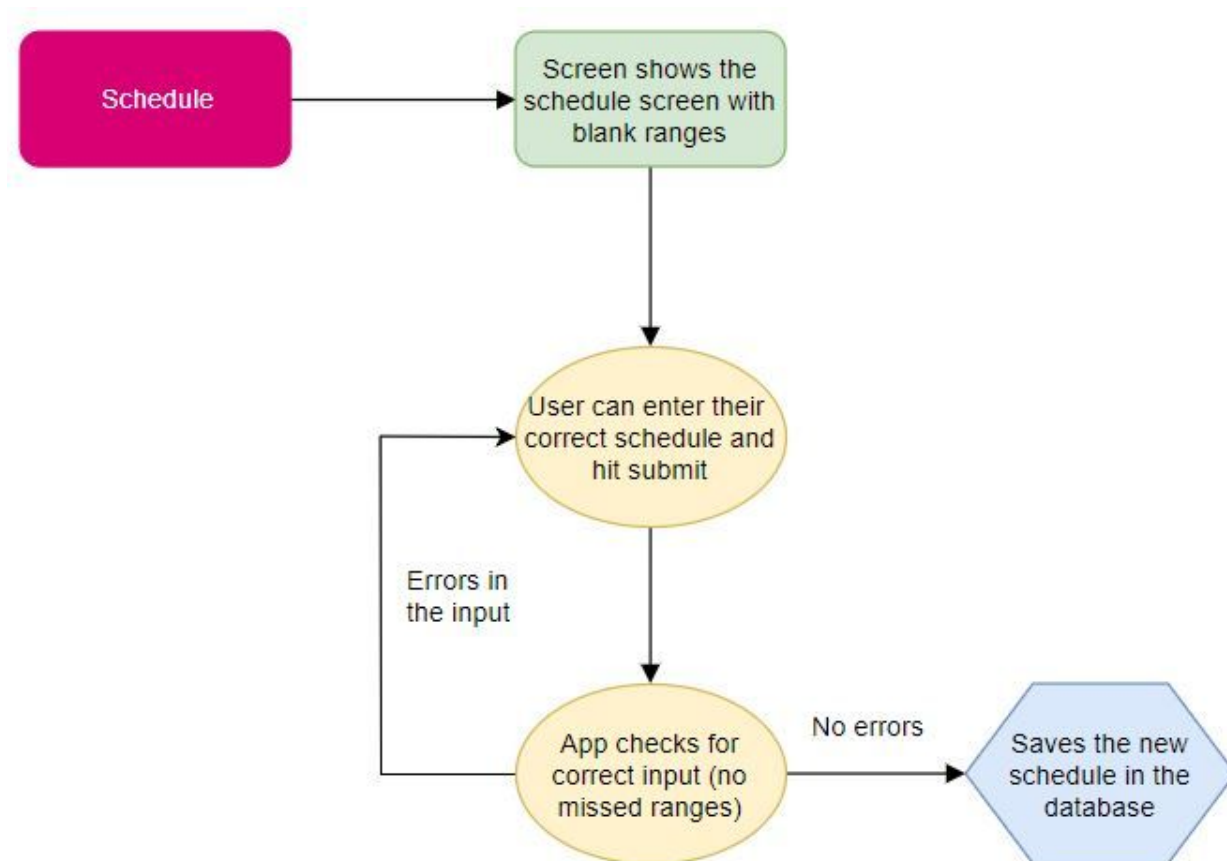 Schedule
Screen shows the
schedule screen with
blank ranges
User can enter their
correct schedule and
hit submit
Errors in
the input
App checks for
correct input (no
missed ranges)
No errors
Saves the new
schedule in the
database